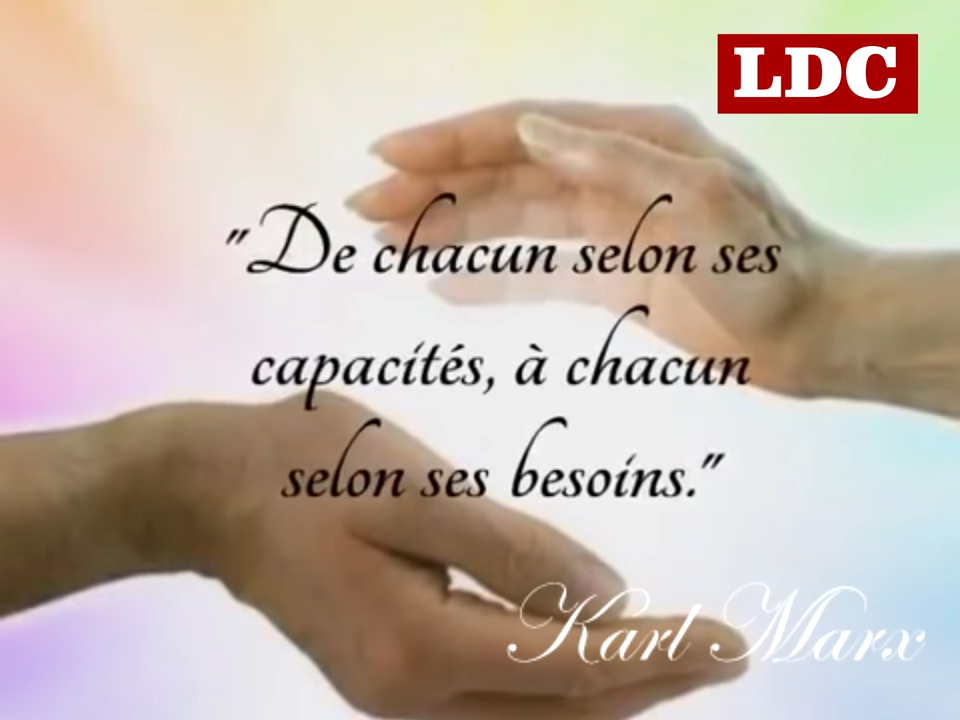 LDC
"De chacun selon ses
capacités, à chacun
selon ses besoins."
Karl Marx